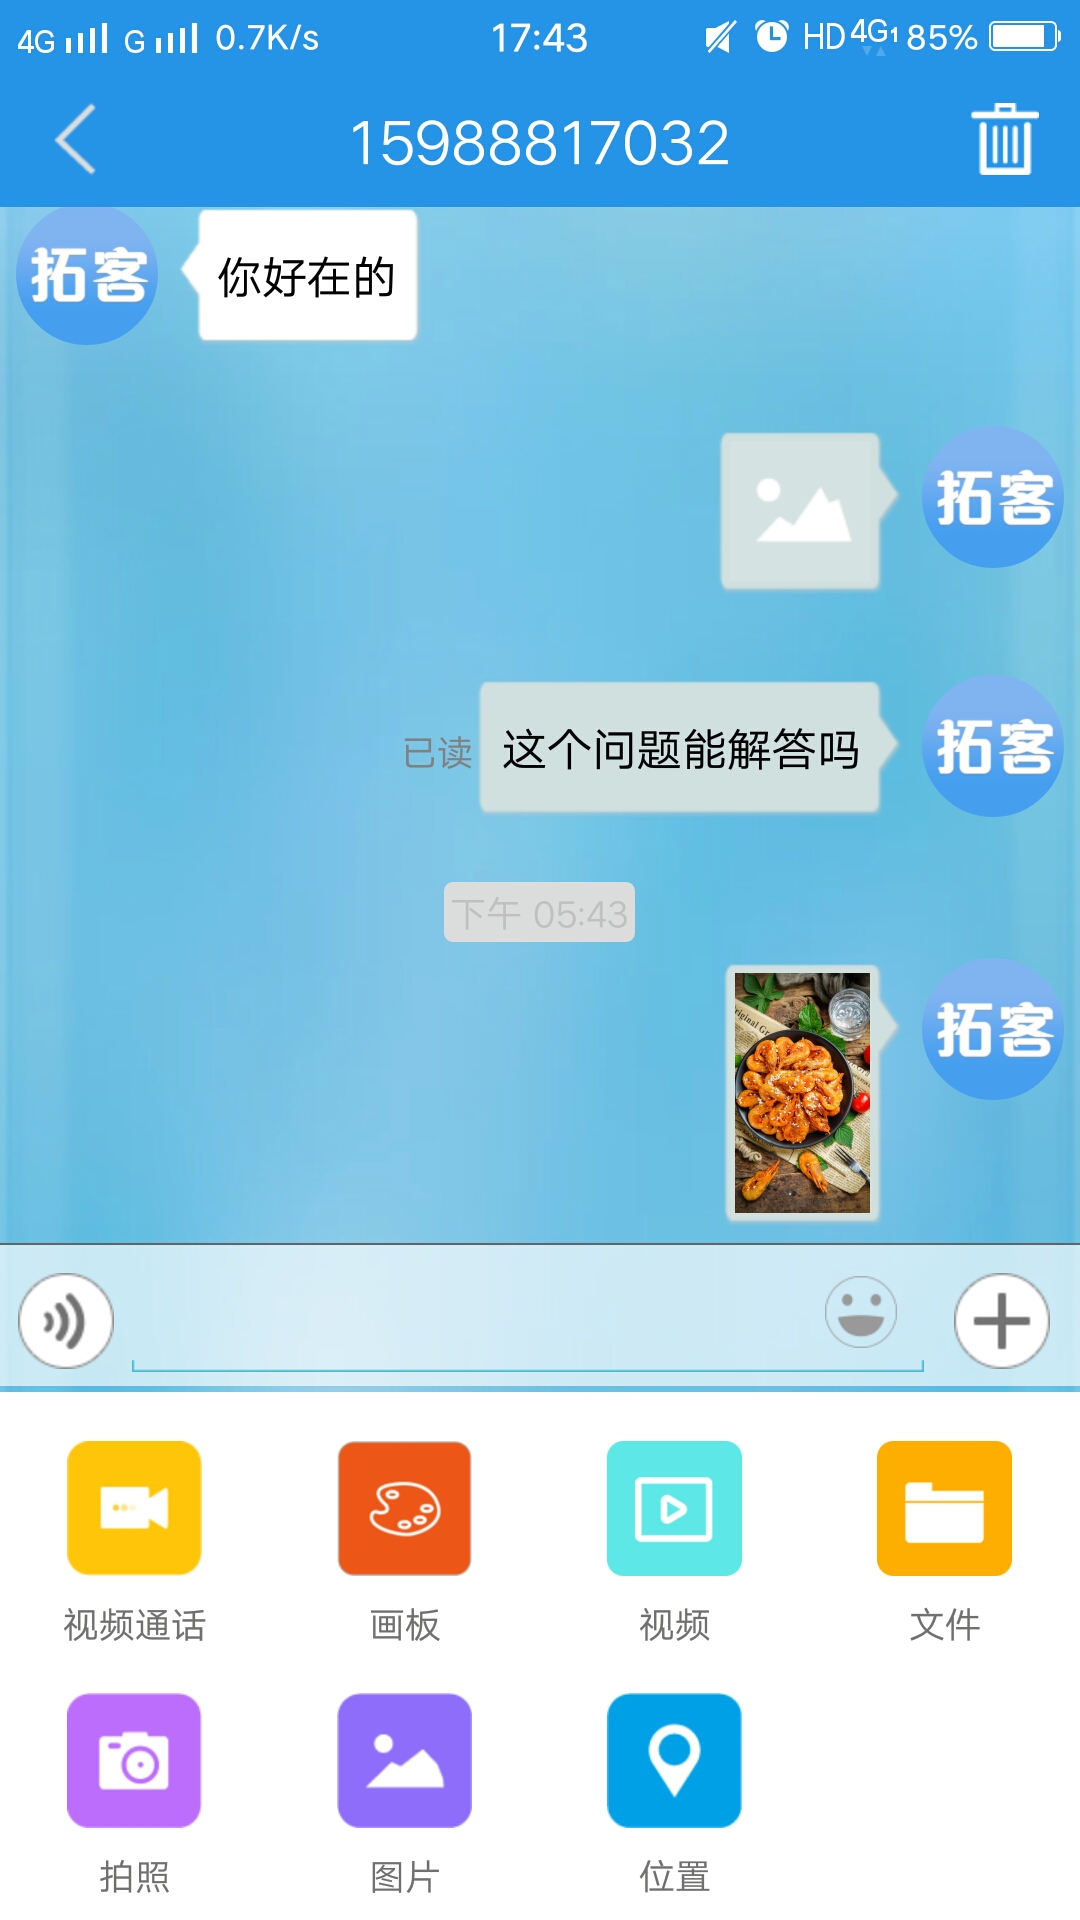 4G G 0.7K/s 17:43 HD 4G1 85%
15988817032
拓客 你好在的
拓客
已读 这个问题能解答吗 拓客
下午 05:43
拓客
视频通话 画板 视频 文件
拍照 图片 位置